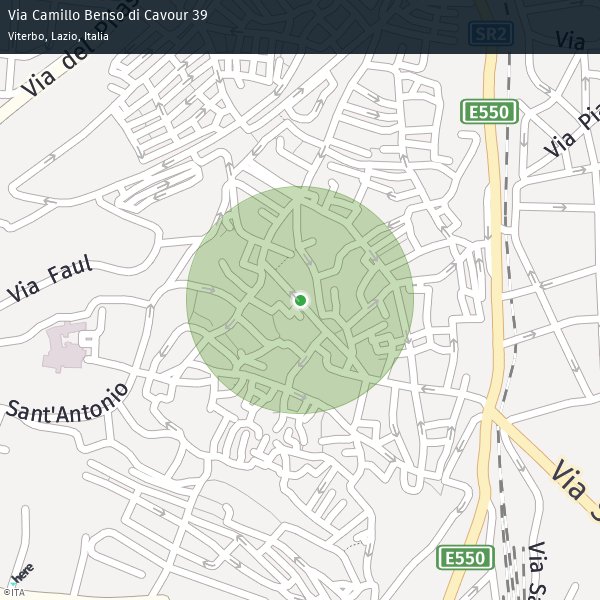 Via Camillo Benso di Cavour 39
Viterbo, Lazio, Italia
SR2
Via
Via del
E550
Via Pia
Via Faul
Sant'Antonio
Via S
E550
Via Sa
here
©ITA